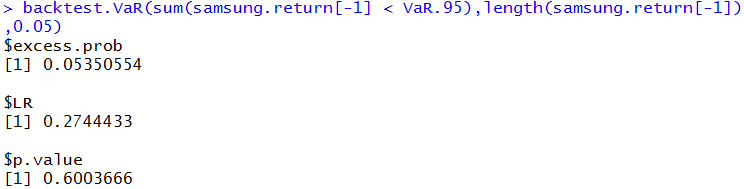 > backtest.VaR(sum(samsung.return[-1] < VaR.95),length(samsung.return[-1])
,0.05)
$excess.prob
[1] 0.05350554
$LR
[1] 0.2744433
$p.value
[1] 0.6003666